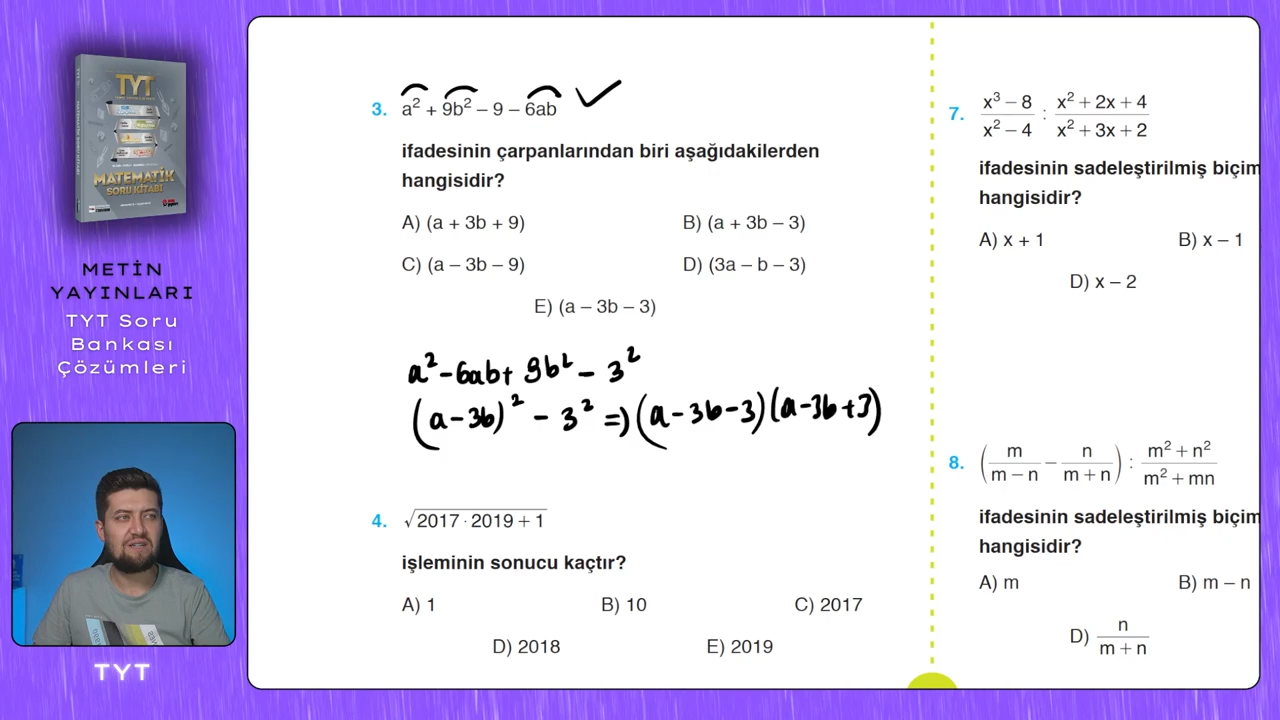 TYT
MATEMATİK
SORU KİTABI
METİN
YAYINLARI
TYT Soru
Bankası
Çözümleri
TYT
3. a² + 9b² – 9 – 6ab
ifadesinin çarpanlarından biri aşağıdakilerden
hangisidir?
A) (a + 3b + 9) B) (a + 3b – 3)
C) (a – 3b – 9) D) (3a – b – 3)
E) (a – 3b – 3)
a² - 6ab + 9b² - 3²
(a - 3b)² - 3² => (a - 3b - 3)(a - 3b + 3)
4. √(2017 · 2019 + 1)
işleminin sonucu kaçtır?
A) 1 B) 10 C) 2017
D) 2018 E) 2019
7. (x³ – 8)/(x² – 4) : (x² + 2x + 4)/(x² + 3x + 2)
ifadesinin sadeleştirilmiş biçim
hangisidir?
A) x + 1 B) x – 1
D) x – 2
8. (m/(m – n) – n/(m + n)) : (m² + n²)/(m² + mn)
ifadesinin sadeleştirilmiş biçim
hangisidir?
A) m B) m – n
D) n/(m + n)